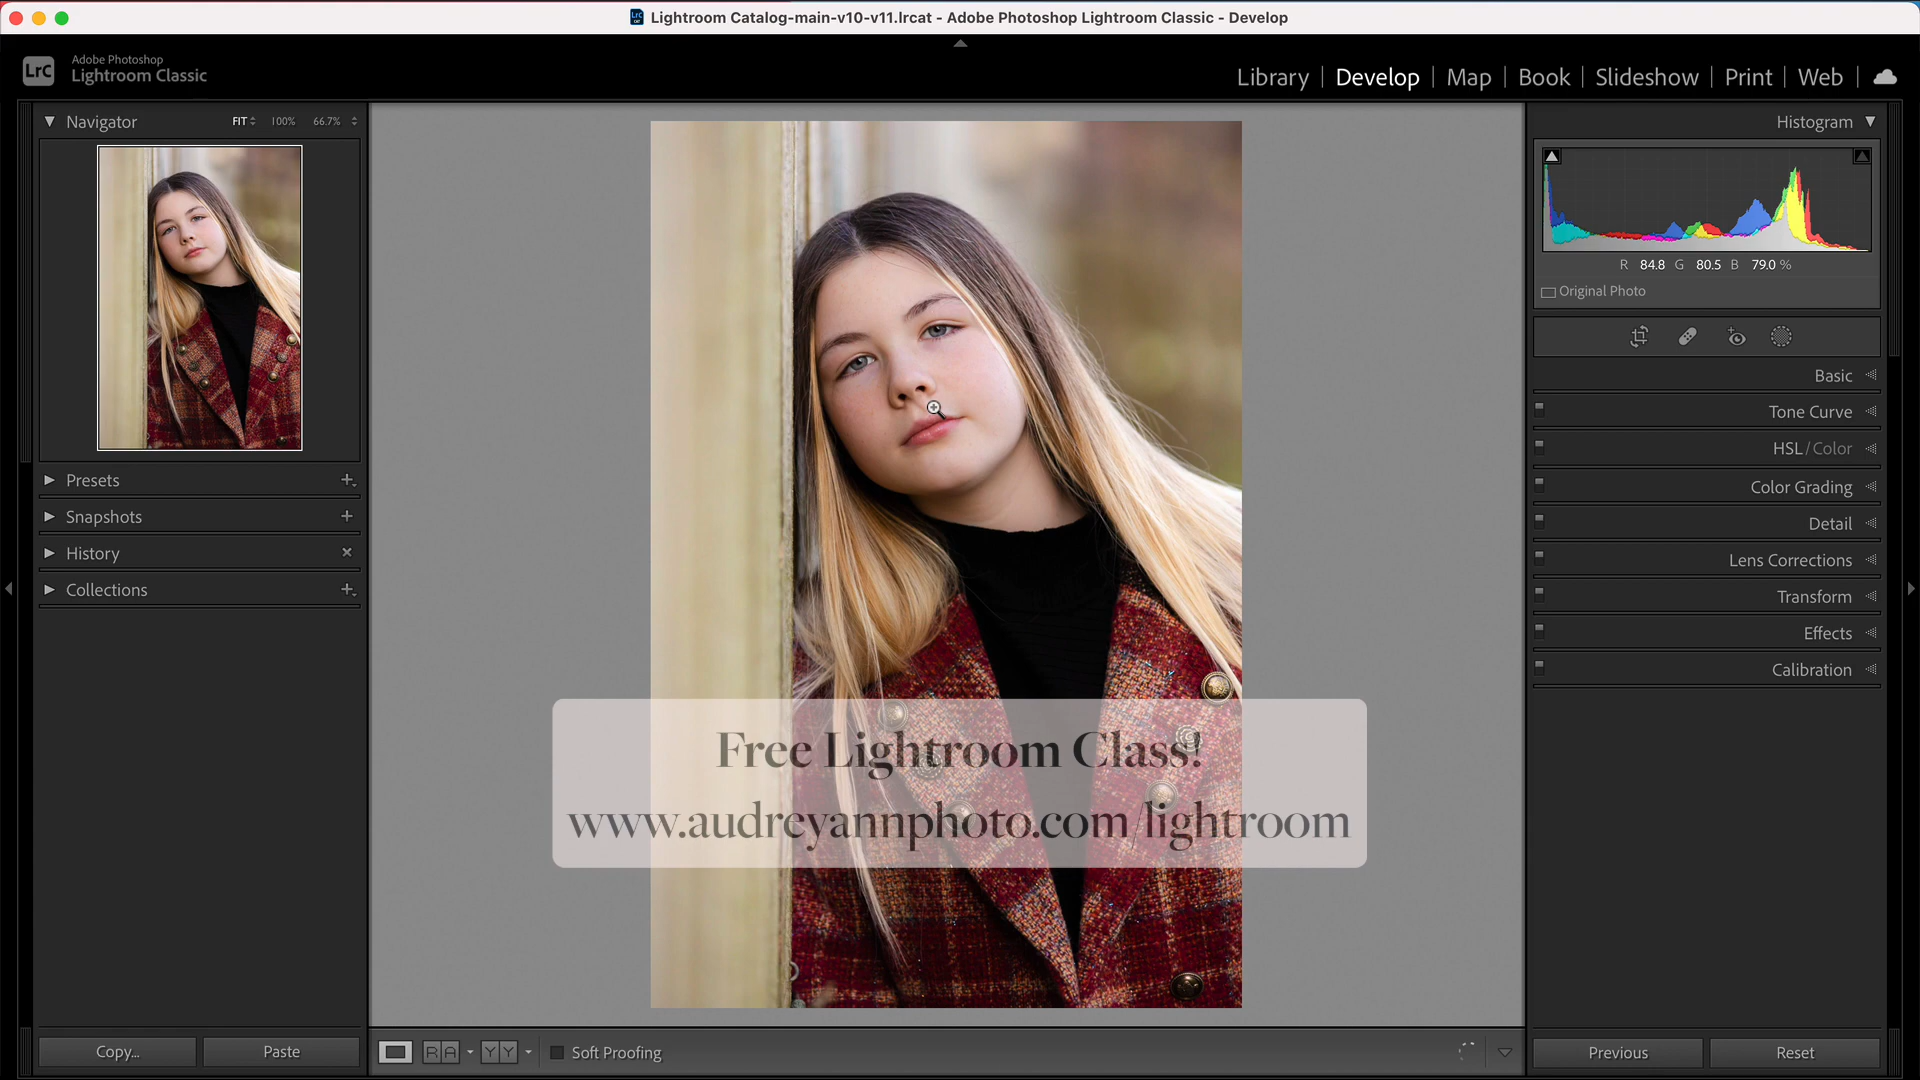 Lightroom Catalog-main-v10-v11.lrcat - Adobe Photoshop Lightroom Classic - Develop
LrC
Adobe Photoshop
Lightroom Classic
Library | Develop | Map | Book | Slideshow | Print | Web
Navigator
FIT 100% 66.7%
Presets
Snapshots
History
Collections
Copy...
Paste
Free Lightroom Class!
www.audreyannphoto.com/lightroom
R A
Y Y
Soft Proofing
Histogram
R 84.8 G 80.5 B 79.0 %
Original Photo
Basic
Tone Curve
HSL / Color
Color Grading
Detail
Lens Corrections
Transform
Effects
Calibration
Previous
Reset